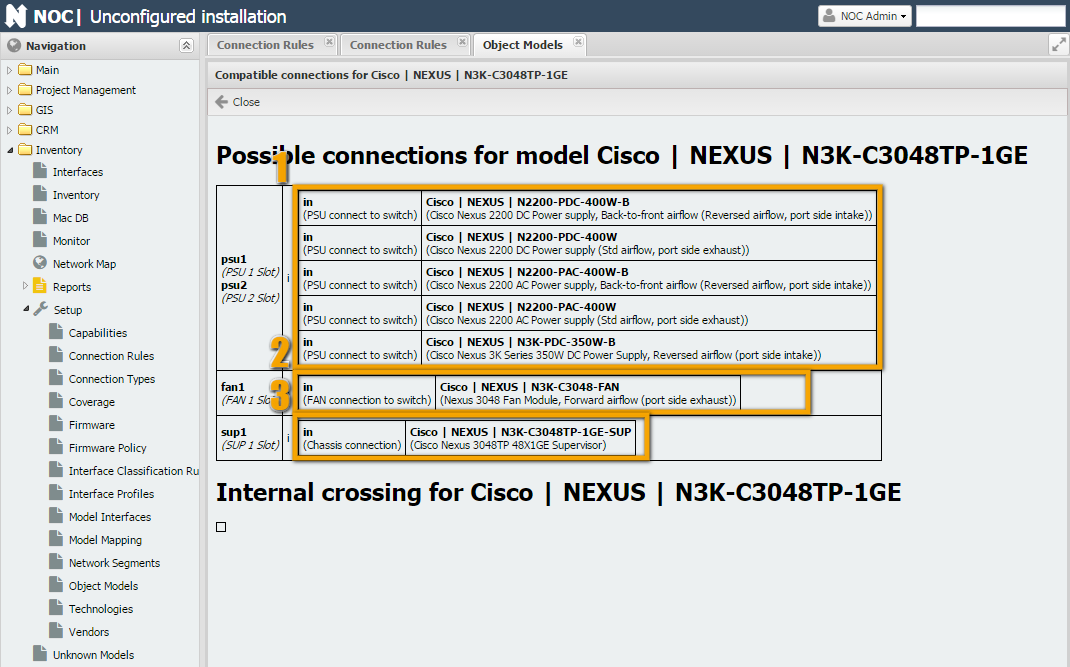 NOC| Unconfigured installation
NOC Admin
Navigation
Connection Rules
Connection Rules
Object Models
Main
Project Management
GIS
CRM
Inventory
Interfaces
Inventory
Mac DB
Monitor
Network Map
Reports
Setup
Capabilities
Connection Rules
Connection Types
Coverage
Firmware
Firmware Policy
Interface Classification Ru
Interface Profiles
Model Interfaces
Model Mapping
Network Segments
Object Models
Technologies
Vendors
Unknown Models
Compatible connections for Cisco | NEXUS | N3K-C3048TP-1GE
Close
Possible connections for model Cisco | NEXUS | N3K-C3048TP-1GE
1
psu1
(PSU 1 Slot)
psu2
(PSU 2 Slot)
i
in
(PSU connect to switch)
Cisco | NEXUS | N2200-PDC-400W-B
(Cisco Nexus 2200 DC Power supply, Back-to-front airflow (Reversed airflow, port side intake))
in
(PSU connect to switch)
Cisco | NEXUS | N2200-PDC-400W
(Cisco Nexus 2200 DC Power supply (Std airflow, port side exhaust))
in
(PSU connect to switch)
Cisco | NEXUS | N2200-PAC-400W-B
(Cisco Nexus 2200 AC Power supply, Back-to-front airflow (Reversed airflow, port side intake))
in
(PSU connect to switch)
Cisco | NEXUS | N2200-PAC-400W
(Cisco Nexus 2200 AC Power supply (Std airflow, port side exhaust))
in
(PSU connect to switch)
Cisco | NEXUS | N3K-PDC-350W-B
(Cisco Nexus 3K Series 350W DC Power Supply, Reversed airflow (port side intake))
2
fan1
(FAN 1 Slot)
in
(FAN connection to switch)
Cisco | NEXUS | N3K-C3048-FAN
(Nexus 3048 Fan Module, Forward airflow (port side exhaust))
3
sup1
(SUP 1 Slot)
i
in
(Chassis connection)
Cisco | NEXUS | N3K-C3048TP-1GE-SUP
(Cisco Nexus 3048TP 48X1GE Supervisor)
Internal crossing for Cisco | NEXUS | N3K-C3048TP-1GE